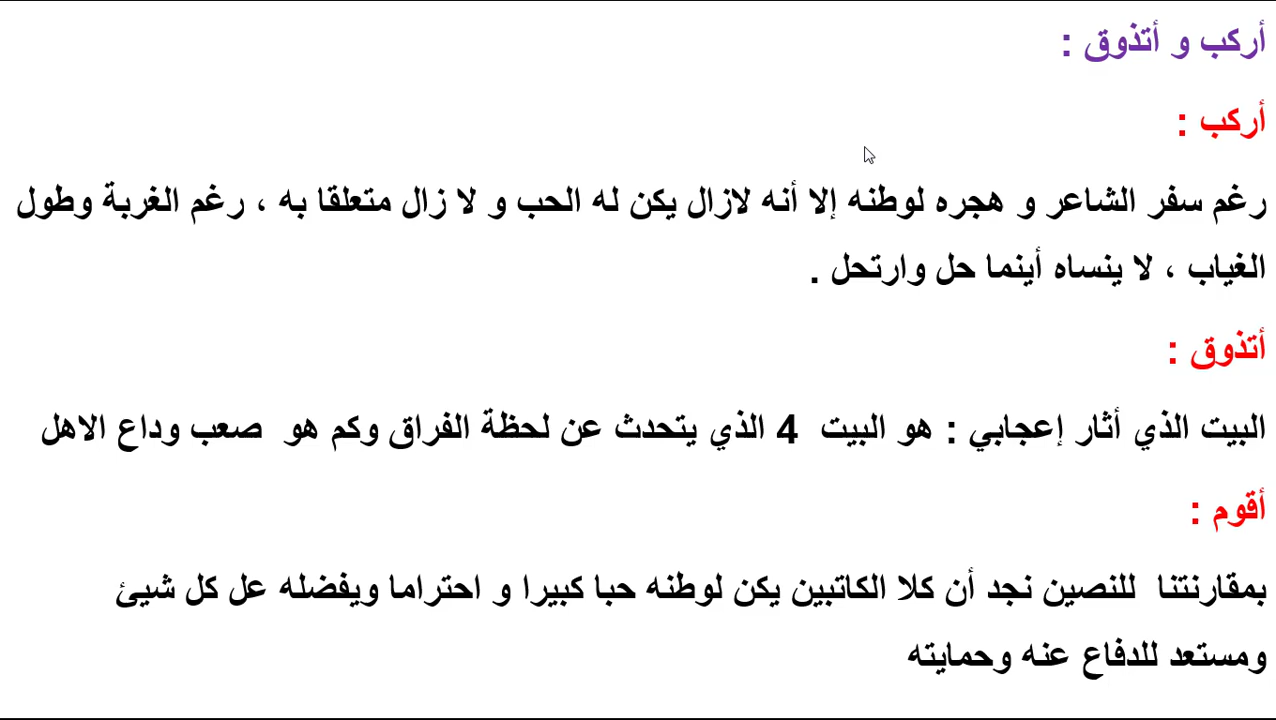 أركب و أتذوق :
أركب :
رغم سفر الشاعر و هجره لوطنه إلا أنه لازال يكن له الحب و لا زال متعلقا به ، رغم الغربة وطول
الغياب ، لا ينساه أينما حل وارتحل .
أتذوق :
البيت الذي أثار إعجابي : هو البيت 4 الذي يتحدث عن لحظة الفراق وكم هو صعب وداع الاهل
أقوم :
بمقارنتنا للنصين نجد أن كلا الكاتبين يكن لوطنه حبا كبيرا و احتراما ويفضله عل كل شيئ
ومستعد للدفاع عنه وحمايته